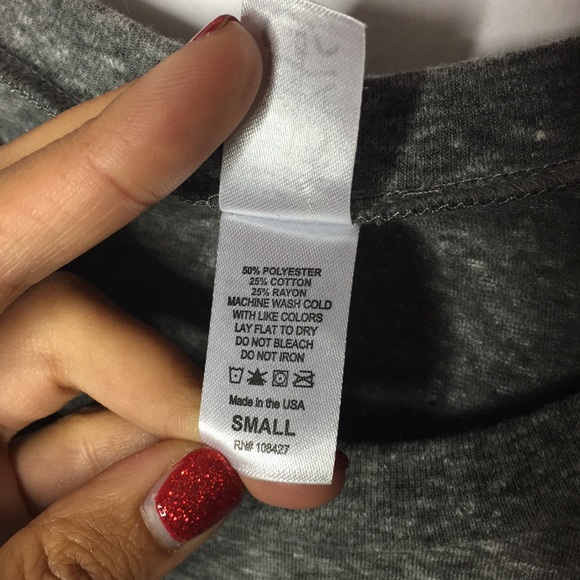 50% POLYESTER
25% COTTON
25% RAYON
MACHINE WASH COLD
WITH LIKE COLORS
LAY FLAT TO DRY
DO NOT BLEACH
DO NOT IRON
Made in the USA
SMALL
RN# 108427